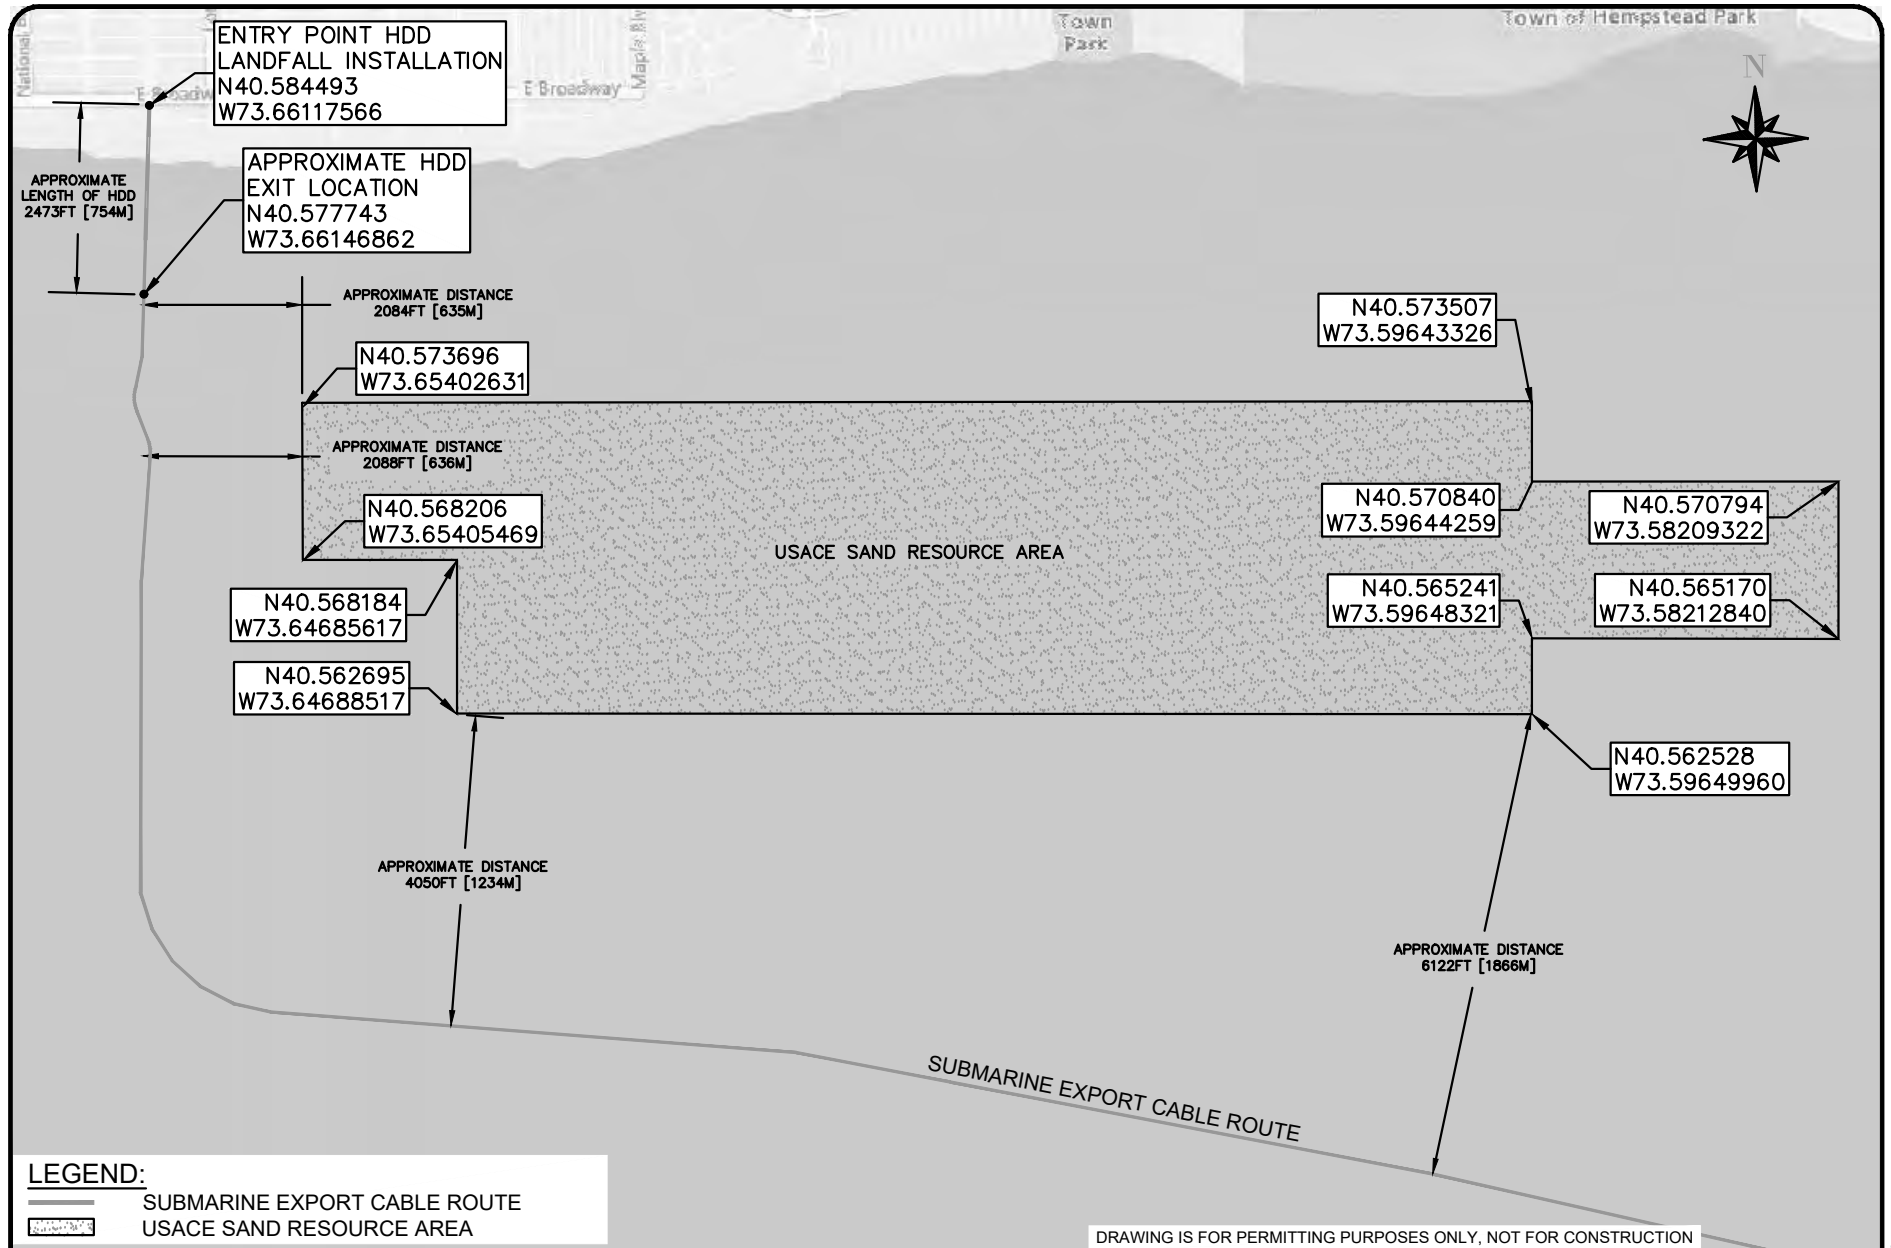 Town
Park
Town of Hempstead Park
National B
E Broadw
E Broadway
Maple Blv
N
ENTRY POINT HDD
LANDFALL INSTALLATION
N40.584493
W73.66117566
APPROXIMATE HDD
EXIT LOCATION
N40.577743
W73.66146862
APPROXIMATE
LENGTH OF HDD
2473FT [754M]
APPROXIMATE DISTANCE
2084FT [635M]
N40.573507
W73.59643326
N40.573696
W73.65402631
APPROXIMATE DISTANCE
2088FT [636M]
N40.568206
W73.65405469
N40.570840
W73.59644259
N40.570794
W73.58209322
USACE SAND RESOURCE AREA
N40.568184
W73.64685617
N40.565241
W73.59648321
N40.565170
W73.58212840
N40.562695
W73.64688517
N40.562528
W73.59649960
APPROXIMATE DISTANCE
4050FT [1234M]
APPROXIMATE DISTANCE
6122FT [1866M]
SUBMARINE EXPORT CABLE ROUTE
LEGEND:
SUBMARINE EXPORT CABLE ROUTE
USACE SAND RESOURCE AREA
DRAWING IS FOR PERMITTING PURPOSES ONLY, NOT FOR CONSTRUCTION